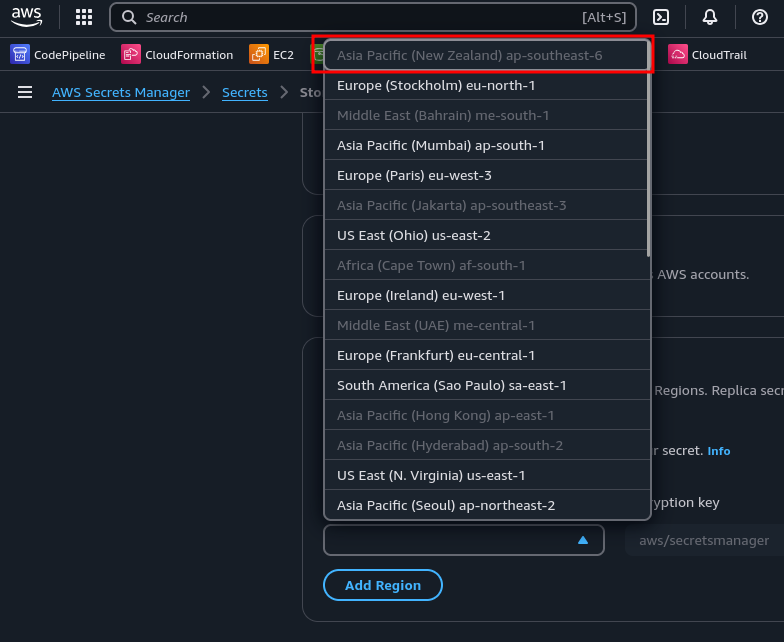 aws
Search [Alt+S]
CodePipeline CloudFormation EC2 CloudTrail
AWS Secrets Manager Secrets
Asia Pacific (New Zealand) ap-southeast-6
Europe (Stockholm) eu-north-1
Middle East (Bahrain) me-south-1
Asia Pacific (Mumbai) ap-south-1
Europe (Paris) eu-west-3
Asia Pacific (Jakarta) ap-southeast-3
US East (Ohio) us-east-2
Africa (Cape Town) af-south-1
AWS accounts.
Europe (Ireland) eu-west-1
Middle East (UAE) me-central-1
Europe (Frankfurt) eu-central-1
South America (Sao Paulo) sa-east-1
Regions. Replica secr
Asia Pacific (Hong Kong) ap-east-1
Asia Pacific (Hyderabad) ap-south-2
r secret. Info
US East (N. Virginia) us-east-1
Asia Pacific (Seoul) ap-northeast-2
yption key
aws/secretsmanager
Add Region